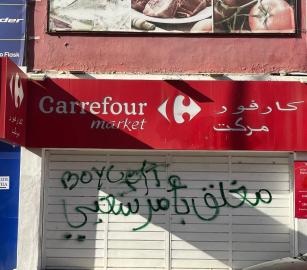 Carrefour
market
كارفور
مركت
BOYCOTT
مغلق بأمر
شعبي